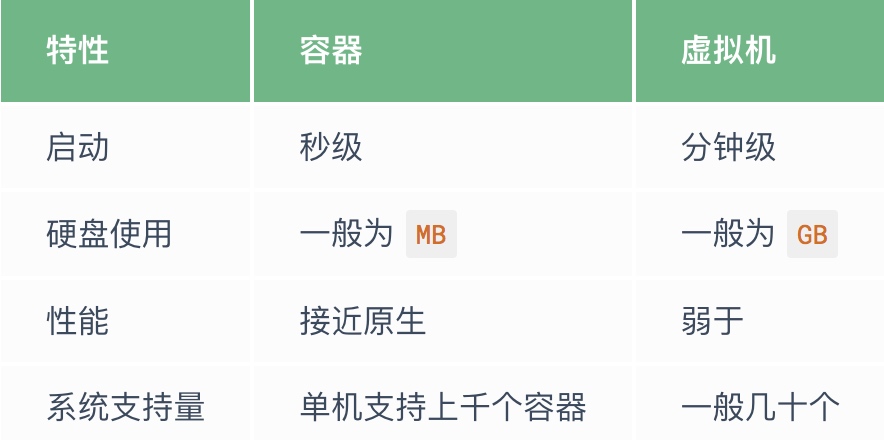 特性 容器 虚拟机
启动 秒级 分钟级
硬盘使用 一般为 MB 一般为 GB
性能 接近原生 弱于
系统支持量 单机支持上千个容器 一般几十个